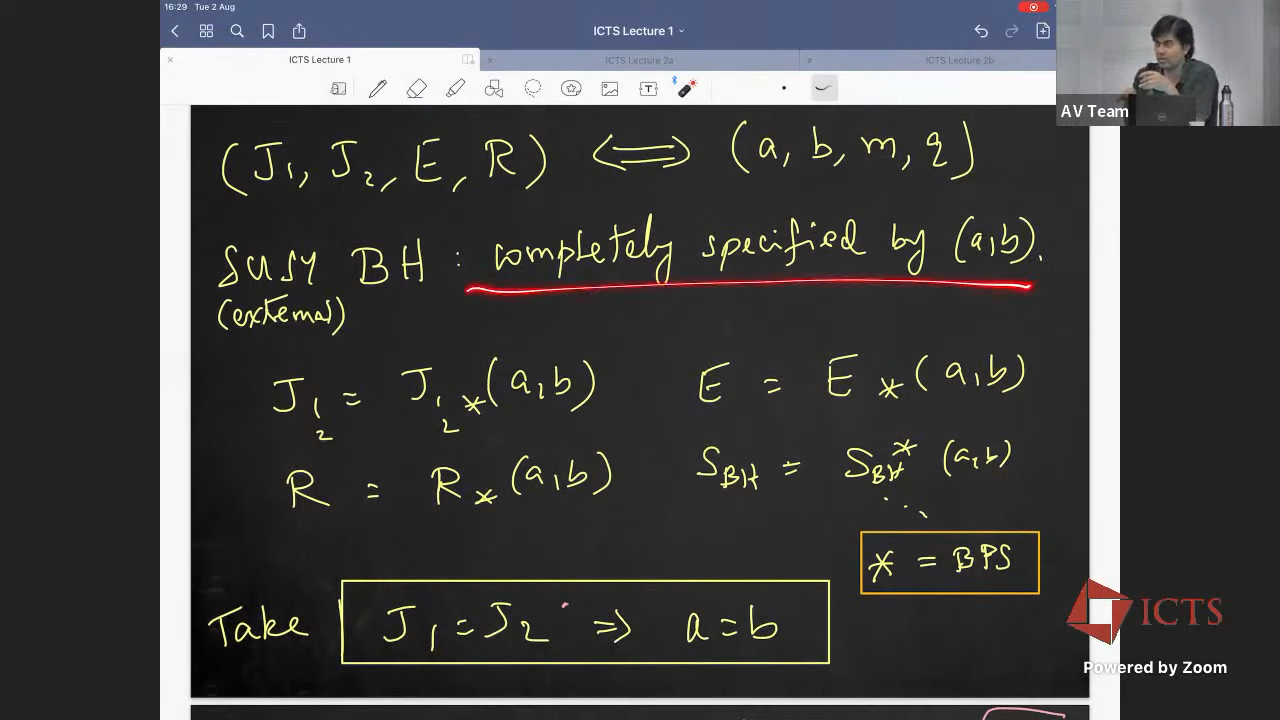 16:29 Tue 2 Aug
ICTS Lecture 1
ICTS Lecture 1
ICTS Lecture 2a
ICTS Lecture 2b
AV Team
(J₁, J₂, E, R) ⟺ (a, b, m, q)
SUSY BH : completely specified by (a,b).
(extremal)
J₁,₂ = J₁,₂* (a,b) E = E* (a,b)
R = R* (a,b) S_BH = S_BH* (a,b)
* = BPS
Take J₁ = J₂ ⇒ a = b
ICTS
Powered by Zoom